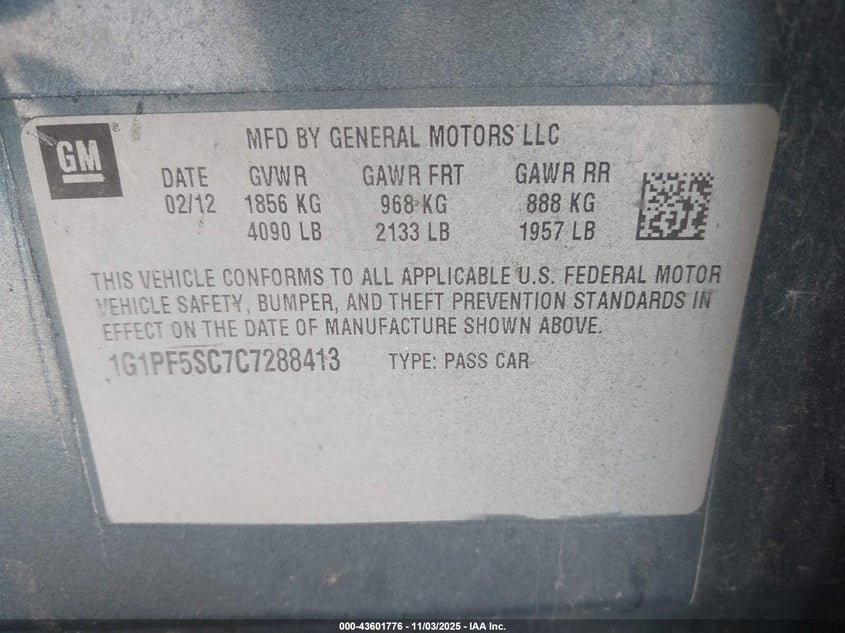 GM ®
MFD BY GENERAL MOTORS LLC
DATE GVWR GAWR FRT GAWR RR
02/12 1856 KG 968 KG 888 KG
4090 LB 2133 LB 1957 LB
THIS VEHICLE CONFORMS TO ALL APPLICABLE U.S. FEDERAL MOTOR
VEHICLE SAFETY, BUMPER, AND THEFT PREVENTION STANDARDS IN
EFFECT ON THE DATE OF MANUFACTURE SHOWN ABOVE.
1G1PF5SC7C7288413 TYPE: PASS CAR
000-43601776 - 11/03/2025 - IAA Inc.